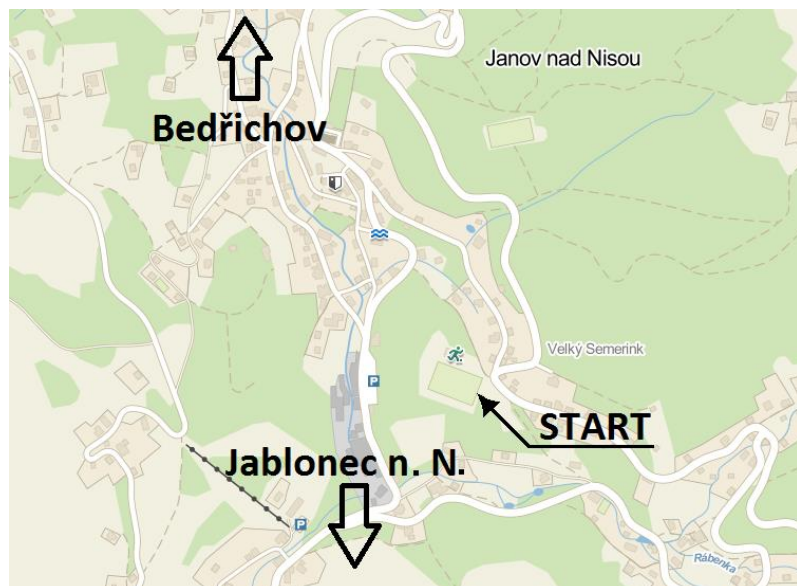 Janov nad Nisou
Bedřichov
P
Velký Semerink
START
Jablonec n. N.
P
Rábenka